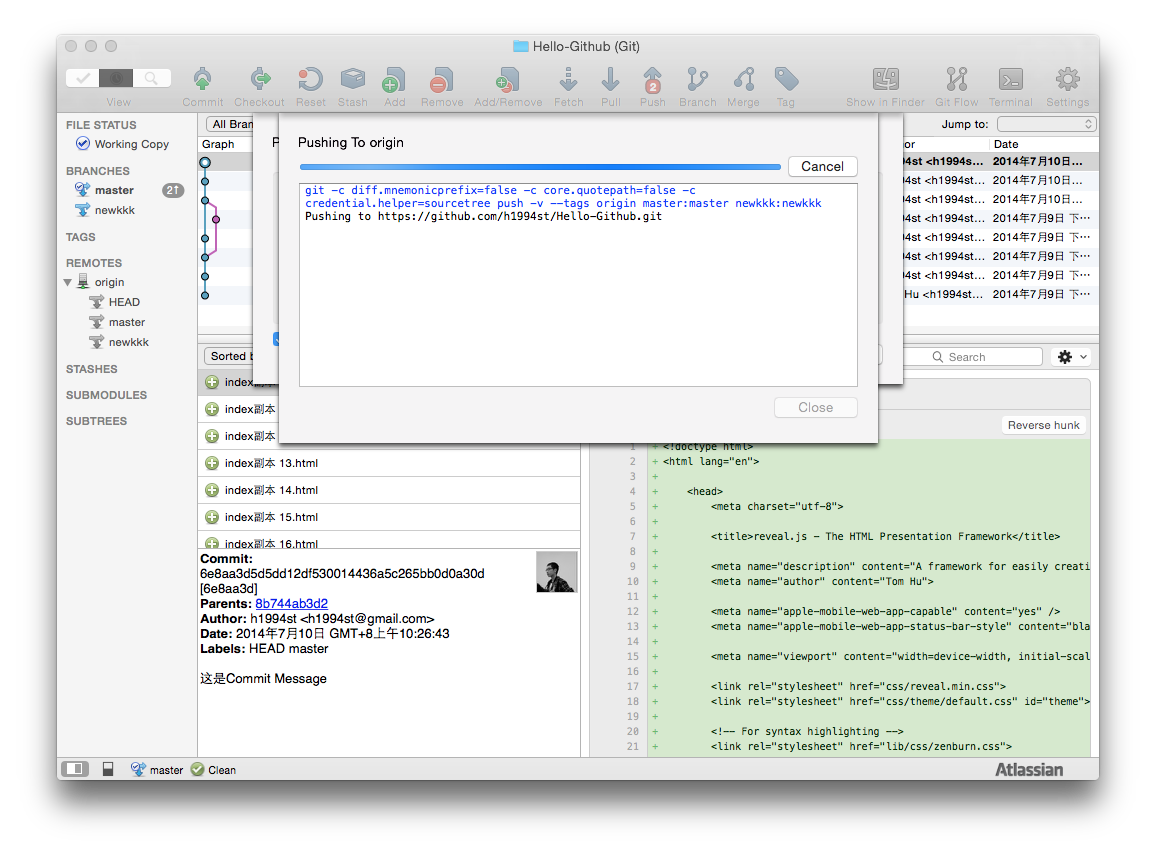 Hello-Github (Git)
View
Commit
Checkout
Reset
Stash
Add
Remove
Add/Remove
Fetch
Pull
2
Push
Branch
Merge
Tag
Show in Finder
Git Flow
Terminal
Settings
FILE STATUS
Working Copy
BRANCHES
master 2↑
newkkk
TAGS
REMOTES
origin
HEAD
master
newkkk
STASHES
SUBMODULES
SUBTREES
All Bran
Jump to:
Graph
or
Date
4st <h1994s... 2014年7月10日…
4st <h1994s... 2014年7月10日…
4st <h1994s... 2014年7月10日…
4st <h1994st... 2014年7月9日 下…
4st <h1994st... 2014年7月9日 下…
4st <h1994st... 2014年7月9日 下…
4st <h1994st... 2014年7月9日 下…
Hu <h1994st... 2014年7月9日 下…
P
Pushing To origin
Cancel
git -c diff.mnemonicprefix=false -c core.quotepath=false -c
credential.helper=sourcetree push -v --tags origin master:master newkkk:newkkk
Pushing to https://github.com/h1994st/Hello-Github.git
Close
Sorted b
Search
index
index副本
index副本
index副本 13.html
index副本 14.html
index副本 15.html
index副本 16.html
Commit:
6e8aa3d5d5dd12df530014436a5c265bb0d0a30d
[6e8aa3d]
Parents: 8b744ab3d2
Author: h1994st <h1994st@gmail.com>
Date: 2014年7月10日 GMT+8上午10:26:43
Labels: HEAD master
这是Commit Message
Reverse hunk
1 + <!doctype html>
2 + <html lang="en">
3 +
4 + <head>
5 + <meta charset="utf-8">
6 +
7 + <title>reveal.js – The HTML Presentation Framework</title>
8 +
9 + <meta name="description" content="A framework for easily creati
10 + <meta name="author" content="Tom Hu">
11 +
12 + <meta name="apple-mobile-web-app-capable" content="yes" />
13 + <meta name="apple-mobile-web-app-status-bar-style" content="bla
14 +
15 + <meta name="viewport" content="width=device-width, initial-scal
16 +
17 + <link rel="stylesheet" href="css/reveal.min.css">
18 + <link rel="stylesheet" href="css/theme/default.css" id="theme">
19 +
20 + <!-- For syntax highlighting -->
21 + <link rel="stylesheet" href="lib/css/zenburn.css">
master
Clean
Atlassian